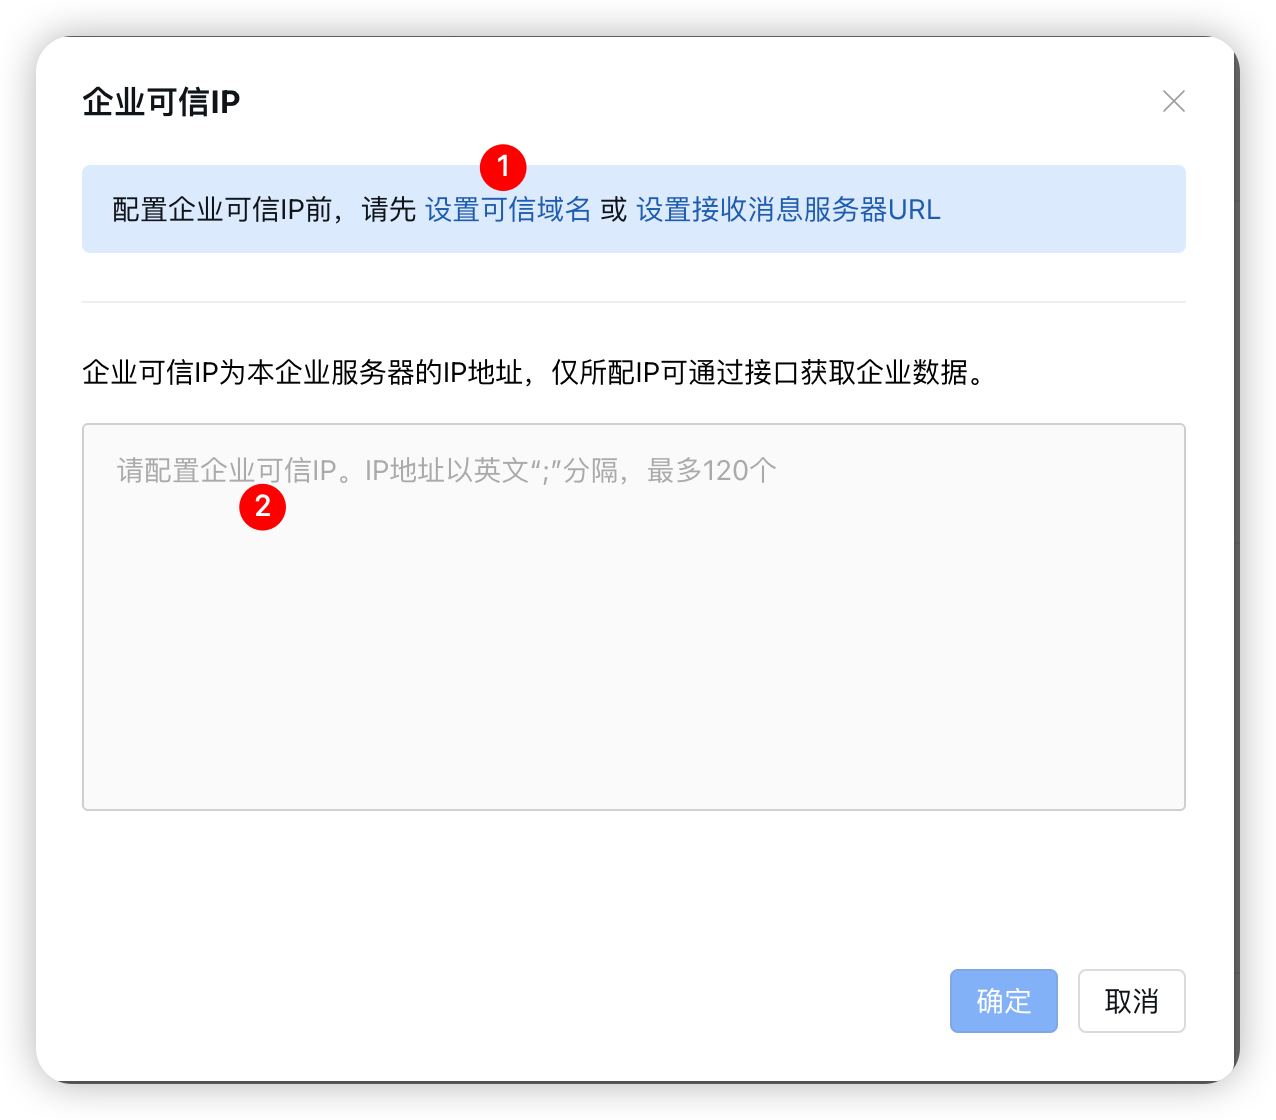 企业可信IP
1
配置企业可信IP前，请先 设置可信域名 或 设置接收消息服务器URL
企业可信IP为本企业服务器的IP地址，仅所配IP可通过接口获取企业数据。
请配置企业可信IP。IP地址以英文“;”分隔，最多120个
2
确定 取消